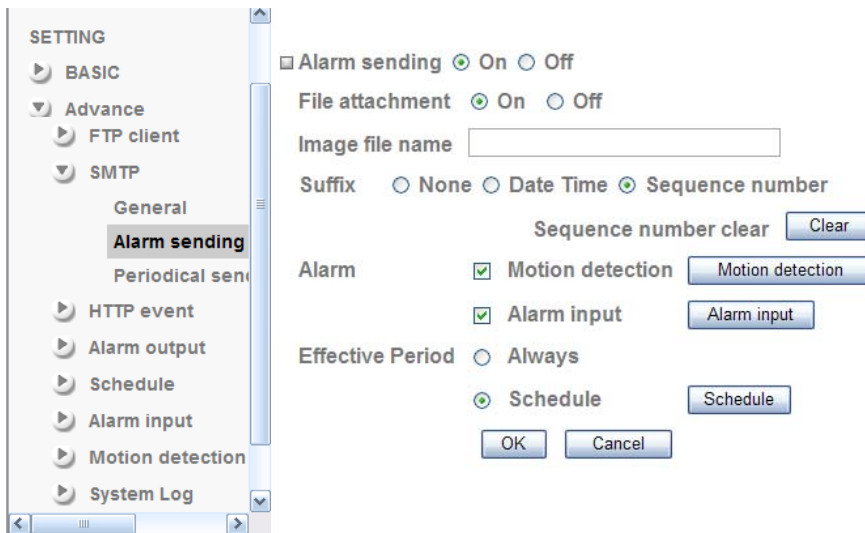 SETTING
BASIC
Advance
FTP client
SMTP
General
Alarm sending
Periodical sen
HTTP event
Alarm output
Schedule
Alarm input
Motion detection
System Log
Alarm sending On Off
File attachment On Off
Image file name
Suffix None Date Time Sequence number
Sequence number clear Clear
Alarm Motion detection Motion detection
Alarm input Alarm input
Effective Period Always
Schedule Schedule
OK Cancel